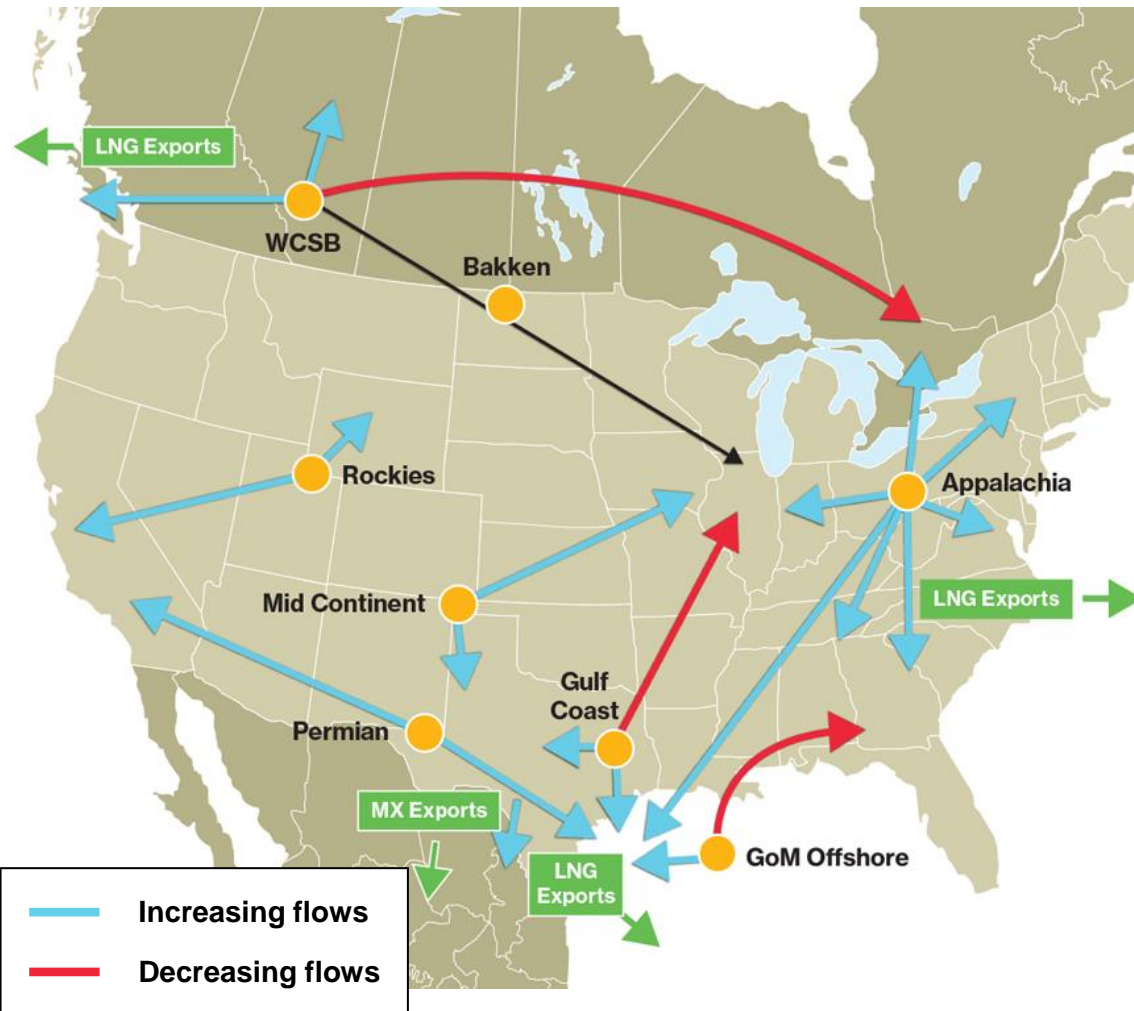 LNG Exports
WCSB
Bakken
Rockies
Appalachia
Mid Continent
LNG Exports
Gulf
Coast
Permian
MX Exports
GoM Offshore
LNG
Exports
Increasing flows
Decreasing flows